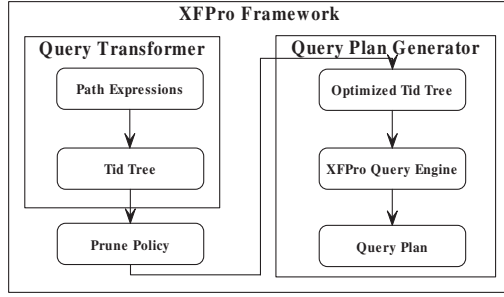 XFPro Framework
Query Transformer
Path Expressions
Tid Tree
Prune Policy
Query Plan Generator
Optimized Tid Tree
XFPro Query Engine
Query Plan